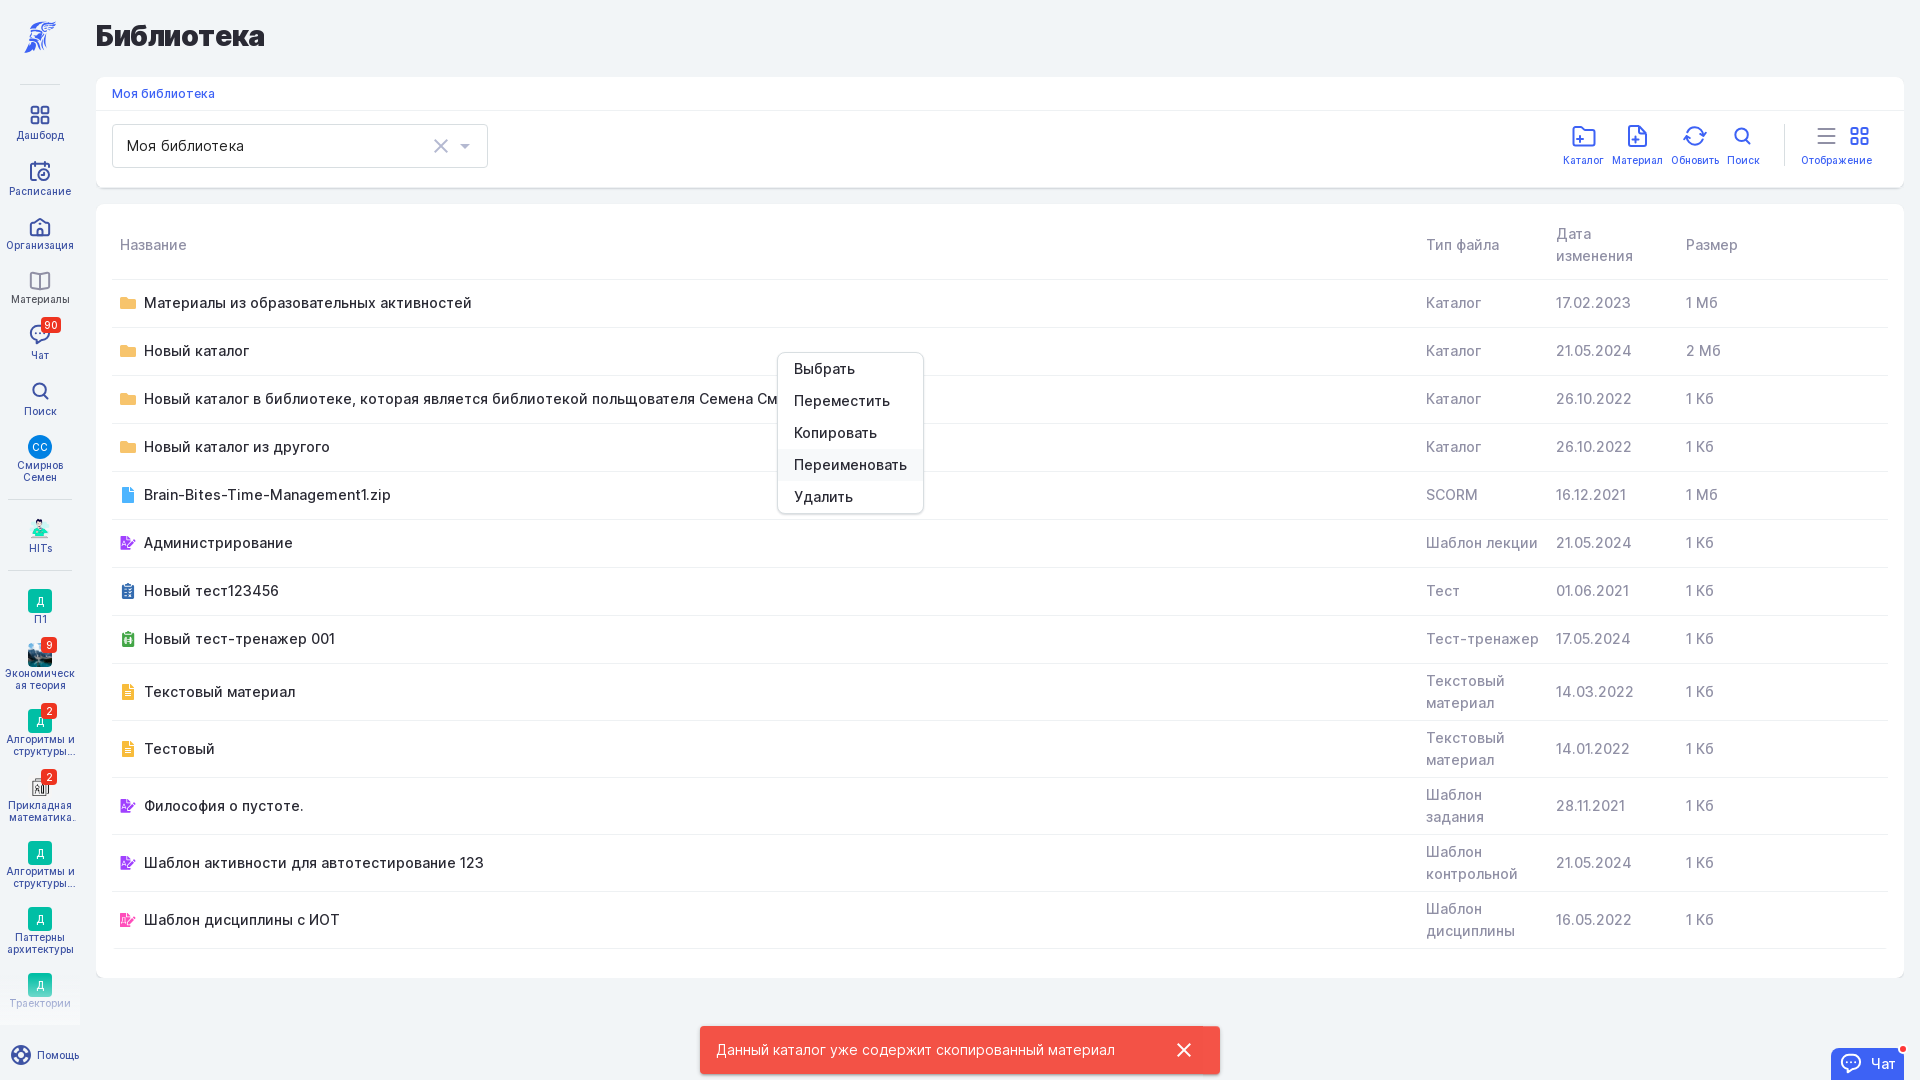 Библиотека
Моя библиотека
Моя библиотека
Каталог
Материал
Обновить
Поиск
Отображение
Дашборд
Расписание
Организация
Материалы
90
Чат
Поиск
СС
Смирнов
Семен
HITs
Д
П1
9
Экономическ
ая теория
2
Д
Алгоритмы и
структуры...
2
Прикладная
математика.
Д
Алгоритмы и
структуры...
Д
Паттерны
архитектуры
Д
Траектории
Помощь
Название
Тип файла
Дата
изменения
Размер
Материалы из образовательных активностей
Каталог
17.02.2023
1 Мб
Новый каталог
Каталог
21.05.2024
2 Мб
Новый каталог в библиотеке, которая является библиотекой польщователя Семена См
Каталог
26.10.2022
1 Кб
Новый каталог из другого
Каталог
26.10.2022
1 Кб
Brain-Bites-Time-Management1.zip
SCORM
16.12.2021
1 Мб
Администрирование
Шаблон лекции
21.05.2024
1 Кб
Новый тест123456
Тест
01.06.2021
1 Кб
Новый тест-тренажер 001
Тест-тренажер
17.05.2024
1 Кб
Текстовый материал
Текстовый
материал
14.03.2022
1 Кб
Тестовый
Текстовый
материал
14.01.2022
1 Кб
Философия о пустоте.
Шаблон
задания
28.11.2021
1 Кб
Шаблон активности для автотестирование 123
Шаблон
контрольной
21.05.2024
1 Кб
Шаблон дисциплины с ИОТ
Шаблон
дисциплины
16.05.2022
1 Кб
Выбрать
Переместить
Копировать
Переименовать
Удалить
Данный каталог уже содержит скопированный материал
Чат